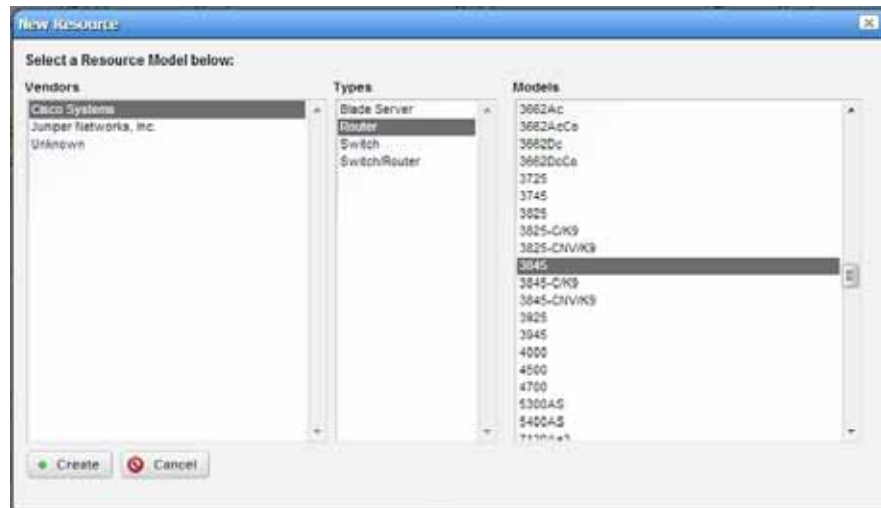 New Resource
Select a Resource Model below:
Vendors
Cisco Systems
Juniper Networks, Inc.
Unknown
Types
Blade Server
Router
Switch
Switch/Router
Models
3662Ac
3662AcCo
3662Dc
3662DcCo
3725
3745
3825
3825-C/K9
3825-CNV/K9
3845
3845-C/K9
3845-CNV/K9
3925
3945
4000
4500
4700
5300AS
5400AS
Create
Cancel